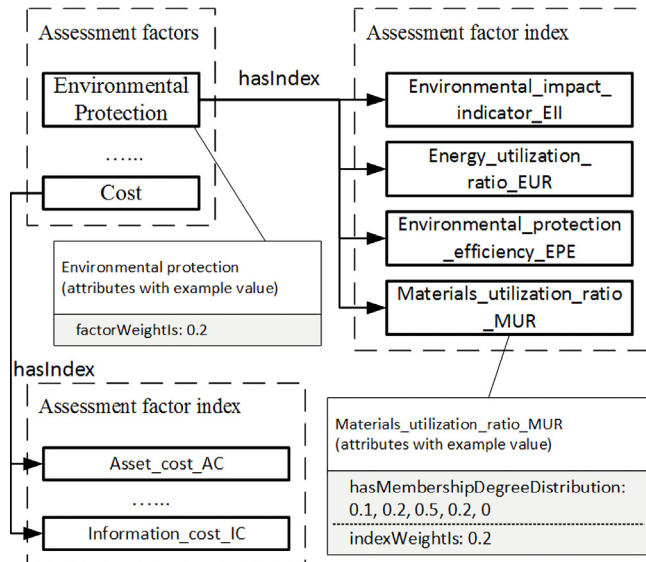 Assessment factors
Environmental
Protection
…...
Cost
hasIndex
Assessment factor index
Environmental_impact_
indicator_EII
Energy_utilization_
ratio_EUR
Environmental_protection
_efficiency_EPE
Materials_utilization_ratio
_MUR
Environmental protection
(attributes with example value)
factorWeightIs: 0.2
hasIndex
Assessment factor index
Asset_cost_AC
…...
Information_cost_IC
Materials_utilization_ratio_MUR
(attributes with example value)
hasMembershipDegreeDistribution:
0.1, 0.2, 0.5, 0.2, 0
indexWeightIs: 0.2